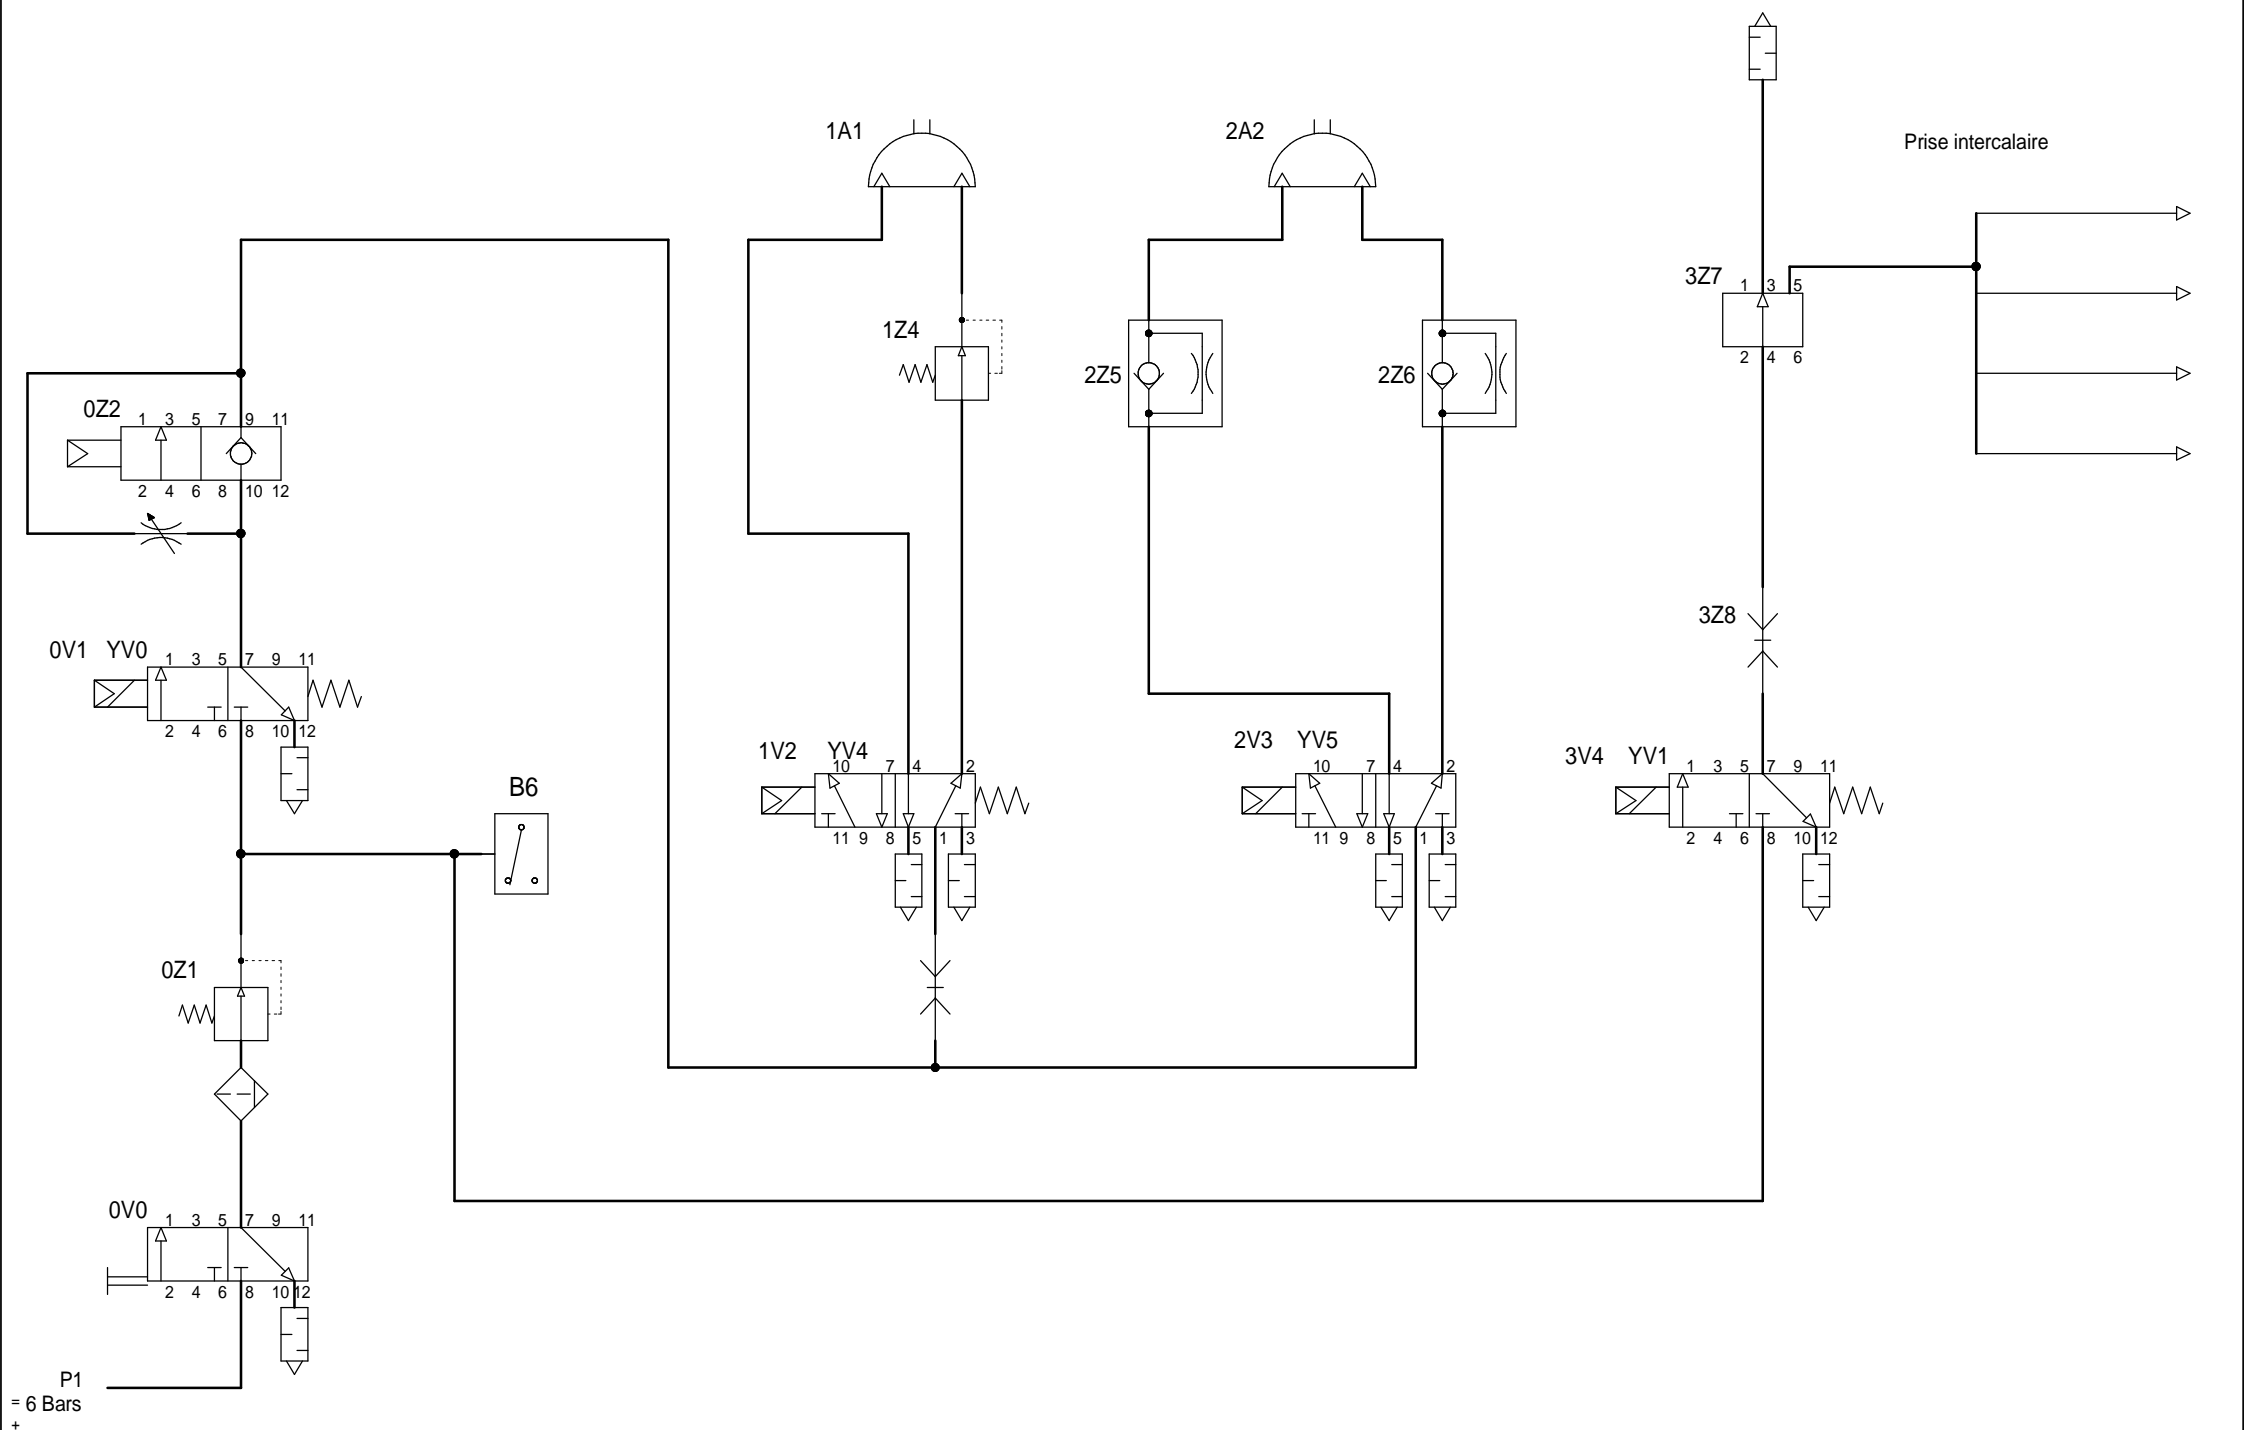 1A1
2A2
Prise intercalaire
3Z7
1 3 5
2 4 6
1Z4
2Z5
2Z6
0Z2
1 3 5 7 9 11
2 4 6 8 10 12
3Z8
0V1 YV0
1 3 5 7 9 11
2 4 6 8 10 12
1V2 YV4
10 7 4 2
11 9 8 5 1 3
2V3 YV5
10 7 4 2
11 9 8 5 1 3
3V4 YV1
1 3 5 7 9 11
2 4 6 8 10 12
B6
0Z1
0V0
1 3 5 7 9 11
2 4 6 8 10 12
P1
= 6 Bars
+